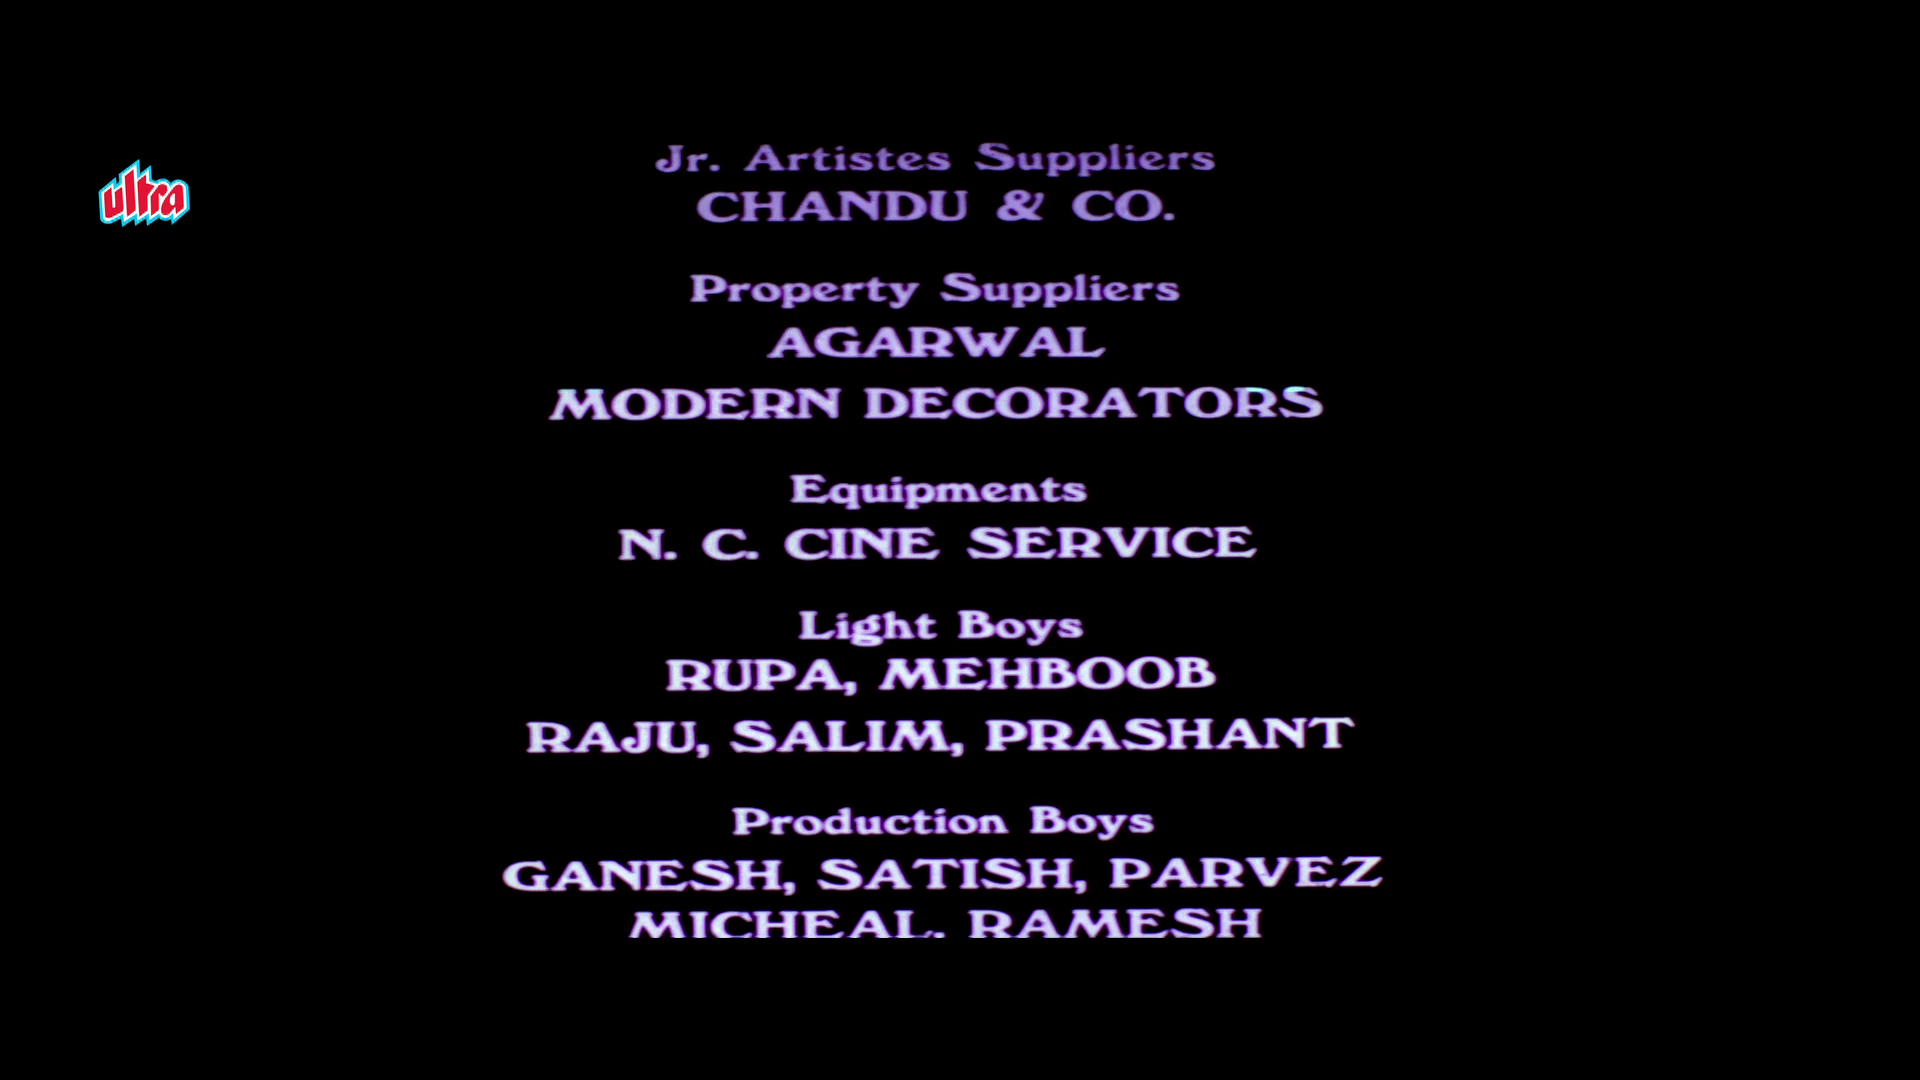 ultra
Jr. Artistes Suppliers
CHANDU & CO.
Property Suppliers
AGARWAL
MODERN DECORATORS
Equipments
N. C. CINE SERVICE
Light Boys
RUPA, MEHBOOB
RAJU, SALIM, PRASHANT
Production Boys
GANESH, SATISH, PARVEZ
MICHEAL, RAMESH